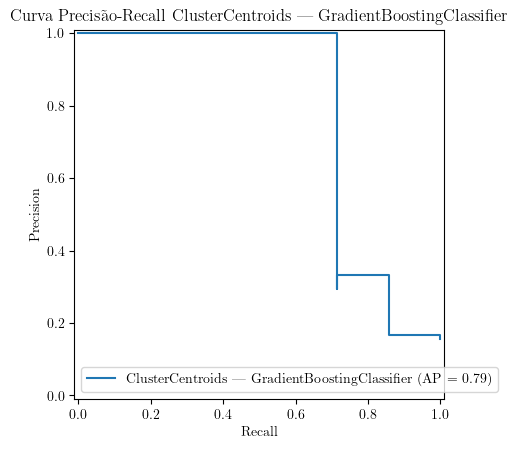 Curva Precisão-Recall ClusterCentroids — GradientBoostingClassifier
1.0
0.8
0.6
0.4
0.2
0.0
Precision
ClusterCentroids — GradientBoostingClassifier (AP = 0.79)
0.0 0.2 0.4 0.6 0.8 1.0
Recall